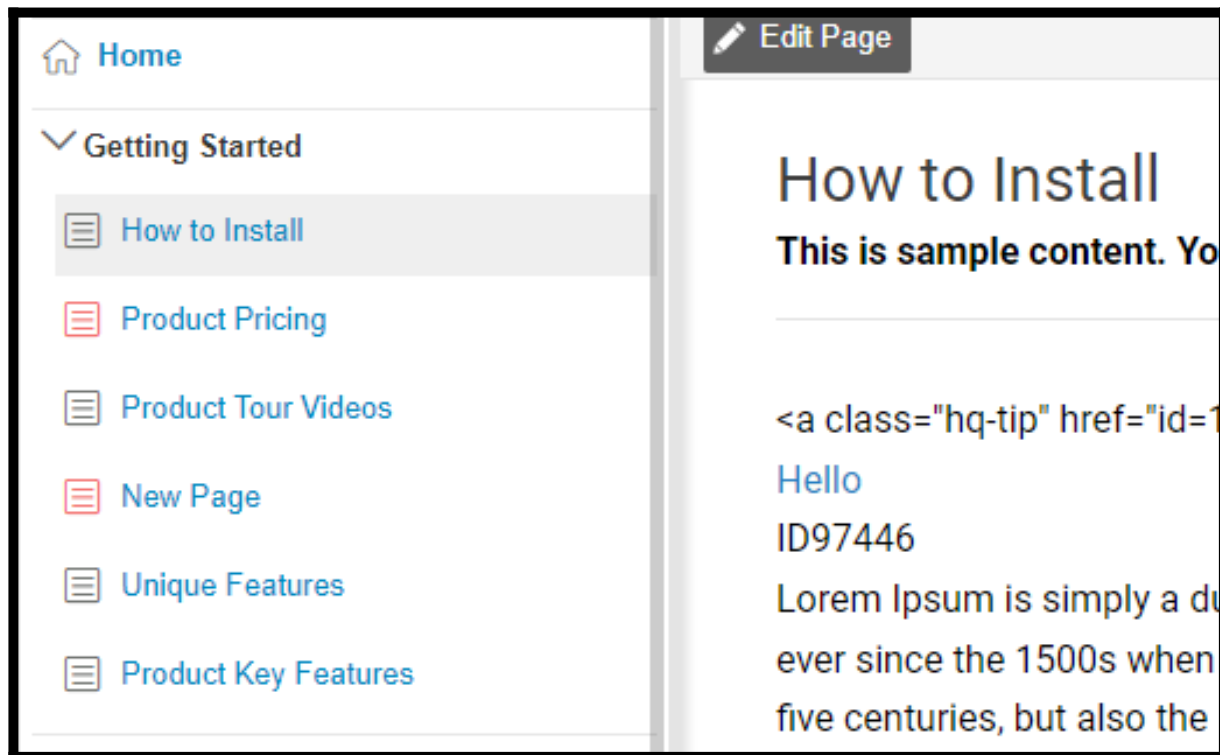 Home
Getting Started
How to Install
Product Pricing
Product Tour Videos
New Page
Unique Features
Product Key Features
Edit Page
How to Install
This is sample content. Yo
<a class="hq-tip" href="id=1
Hello
ID97446
Lorem Ipsum is simply a du
ever since the 1500s when
five centuries, but also the